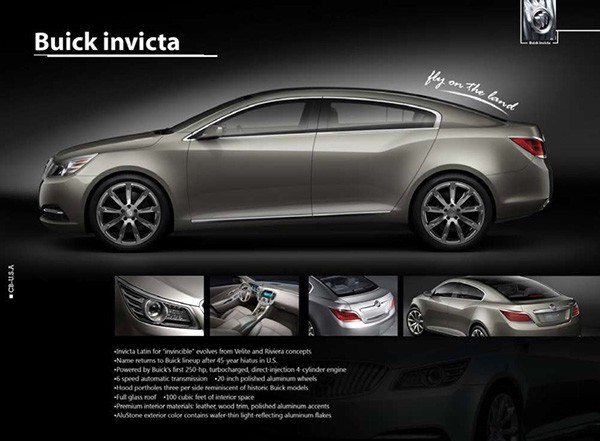 Buick invicta
Buick Invicta
fly on the land
CB-U.S.A
•Invicta Latin for "invincible" evolves from Velite and Riviera concepts
•Name returns to Buick lineup after 45-year hiatus in U.S.
•Powered by Buick's first 250-hp, turbocharged, direct-injection 4-cylinder engine
•6 speed automatic transmission •20-inch polished aluminum wheels
•Hood portholes three per side reminiscent of historic Buick models
•Full glass roof •100 cubic feet of interior space
•Premium interior materials: leather, wood trim, polished aluminum accents
•AluStone exterior color contains wafer-thin light-reflecting aluminum flakes